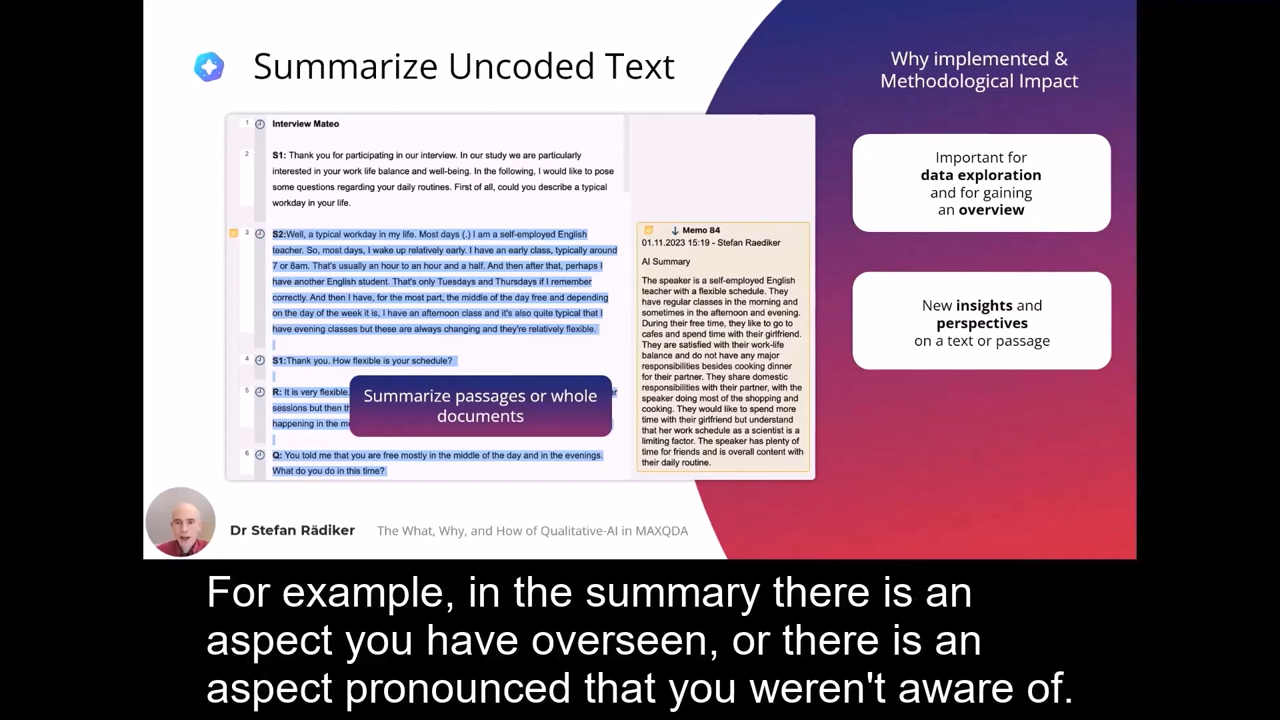 Summarize Uncoded Text
Why implemented &
Methodological Impact
1
Interview Mateo
2
S1: Thank you for participating in our interview. In our study we are particularly
interested in your work life balance and well-being. In the following, I would like to pose
some questions regarding your daily routines. First of all, could you describe a typical
workday in your life.
3
S2:Well, a typical workday in my life. Most days (.) I am a self-employed English
teacher. So, most days, I wake up relatively early. I have an early class, typically around
7 or 8am. That's usually an hour to an hour and a half. And then after that, perhaps I
have another English student. That's only Tuesdays and Thursdays if I remember
correctly. And then I have, for the most part, the middle of the day free and depending
on the day of the week it is, I have an afternoon class and it's also quite typical that I
have evening classes but these are always changing and they're relatively flexible.
4
S1:Thank you. How flexible is your schedule?
5
R: It is very flexible.
sessions but then th
happening in the m
6
Q: You told me that you are free mostly in the middle of the day and in the evenings.
What do you do in this time?
Summarize passages or whole
documents
Memo 84
01.11.2023 15:19 - Stefan Raediker
AI Summary
The speaker is a self-employed English
teacher with a flexible schedule. They
have regular classes in the morning and
sometimes in the afternoon and evening.
During their free time, they like to go to
cafes and spend time with their girlfriend.
They are satisfied with their work-life
balance and do not have any major
responsibilities besides cooking dinner
for their partner. They share domestic
responsibilities with their partner, with the
speaker doing most of the shopping and
cooking. They would like to spend more
time with their girlfriend but understand
that her work schedule as a scientist is a
limiting factor. The speaker has plenty of
time for friends and is overall content with
their daily routine.
Important for
data exploration
and for gaining
an overview
New insights and
perspectives
on a text or passage
Dr Stefan Rädiker
The What, Why, and How of Qualitative-AI in MAXQDA
For example, in the summary there is an
aspect you have overseen, or there is an
aspect pronounced that you weren't aware of.